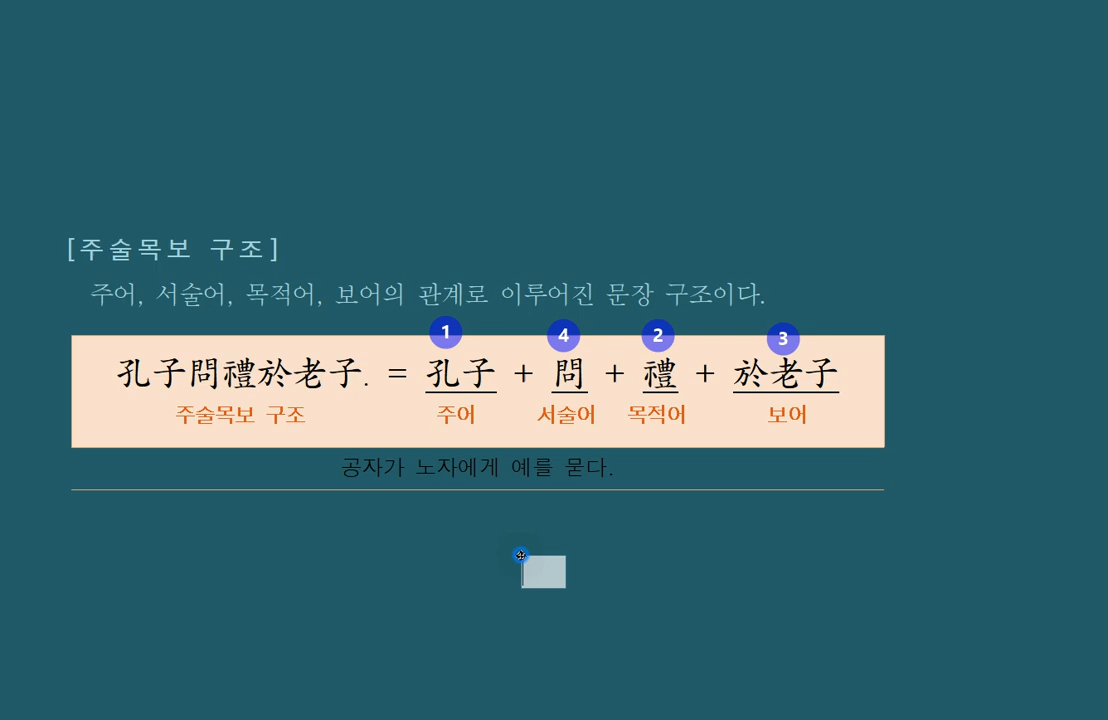 [주술목보 구조]
주어, 서술어, 목적어, 보어의 관계로 이루어진 문장 구조이다.
1 4 2 3
孔子問禮於老子. = 孔子 + 問 + 禮 + 於老子
주술목보 구조 주어 서술어 목적어 보어
공자가 노자에게 예를 묻다.